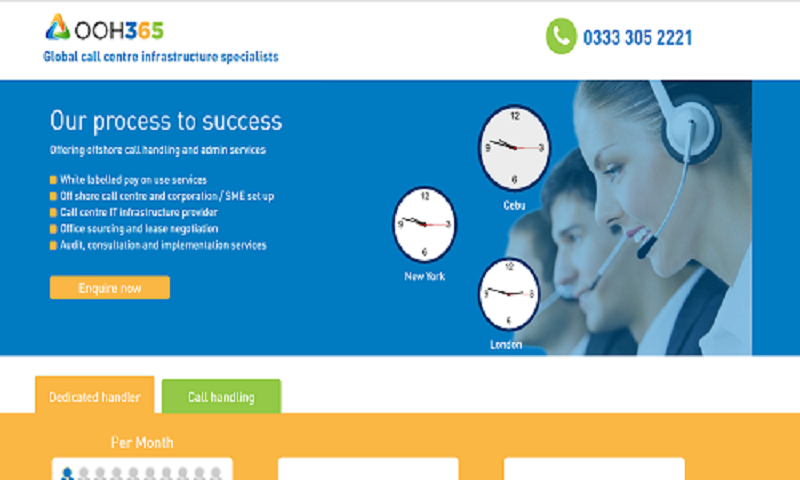 OOH365
Global call centre infrastructure specialists
0333 305 2221
Our process to success
Offering offshore call handling and admin services
White labelled pay on use services
Off shore call centre and corporation / SME set up
Call centre IT infrastructure provider
Office sourcing and lease negotiation
Audit, consultation and implementation services
Enquire now
12
9
3
6
Cebu
12
9
3
6
New York
12
9
3
6
London
Dedicated handler
Call handling
Per Month